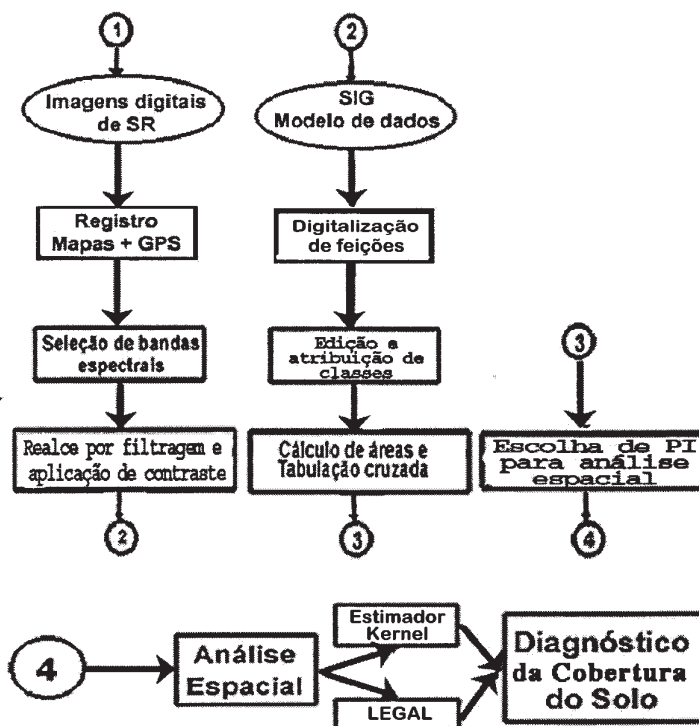 1
Imagens digitais
de SR
Registro
Mapas + GPS
Seleção de bandas
espectrais
Realce por filtragem e
aplicação de contraste
2
2
SIG
Modelo de dados
Digitalização
de feições
Edição e
atribuição de
classes
Cálculo de áreas e
Tabulação cruzada
3
3
Escolha de PI
para análise
espacial
4
4
Análise
Espacial
Estimador
Kernel
LEGAL
Diagnóstico
da Cobertura
do Solo